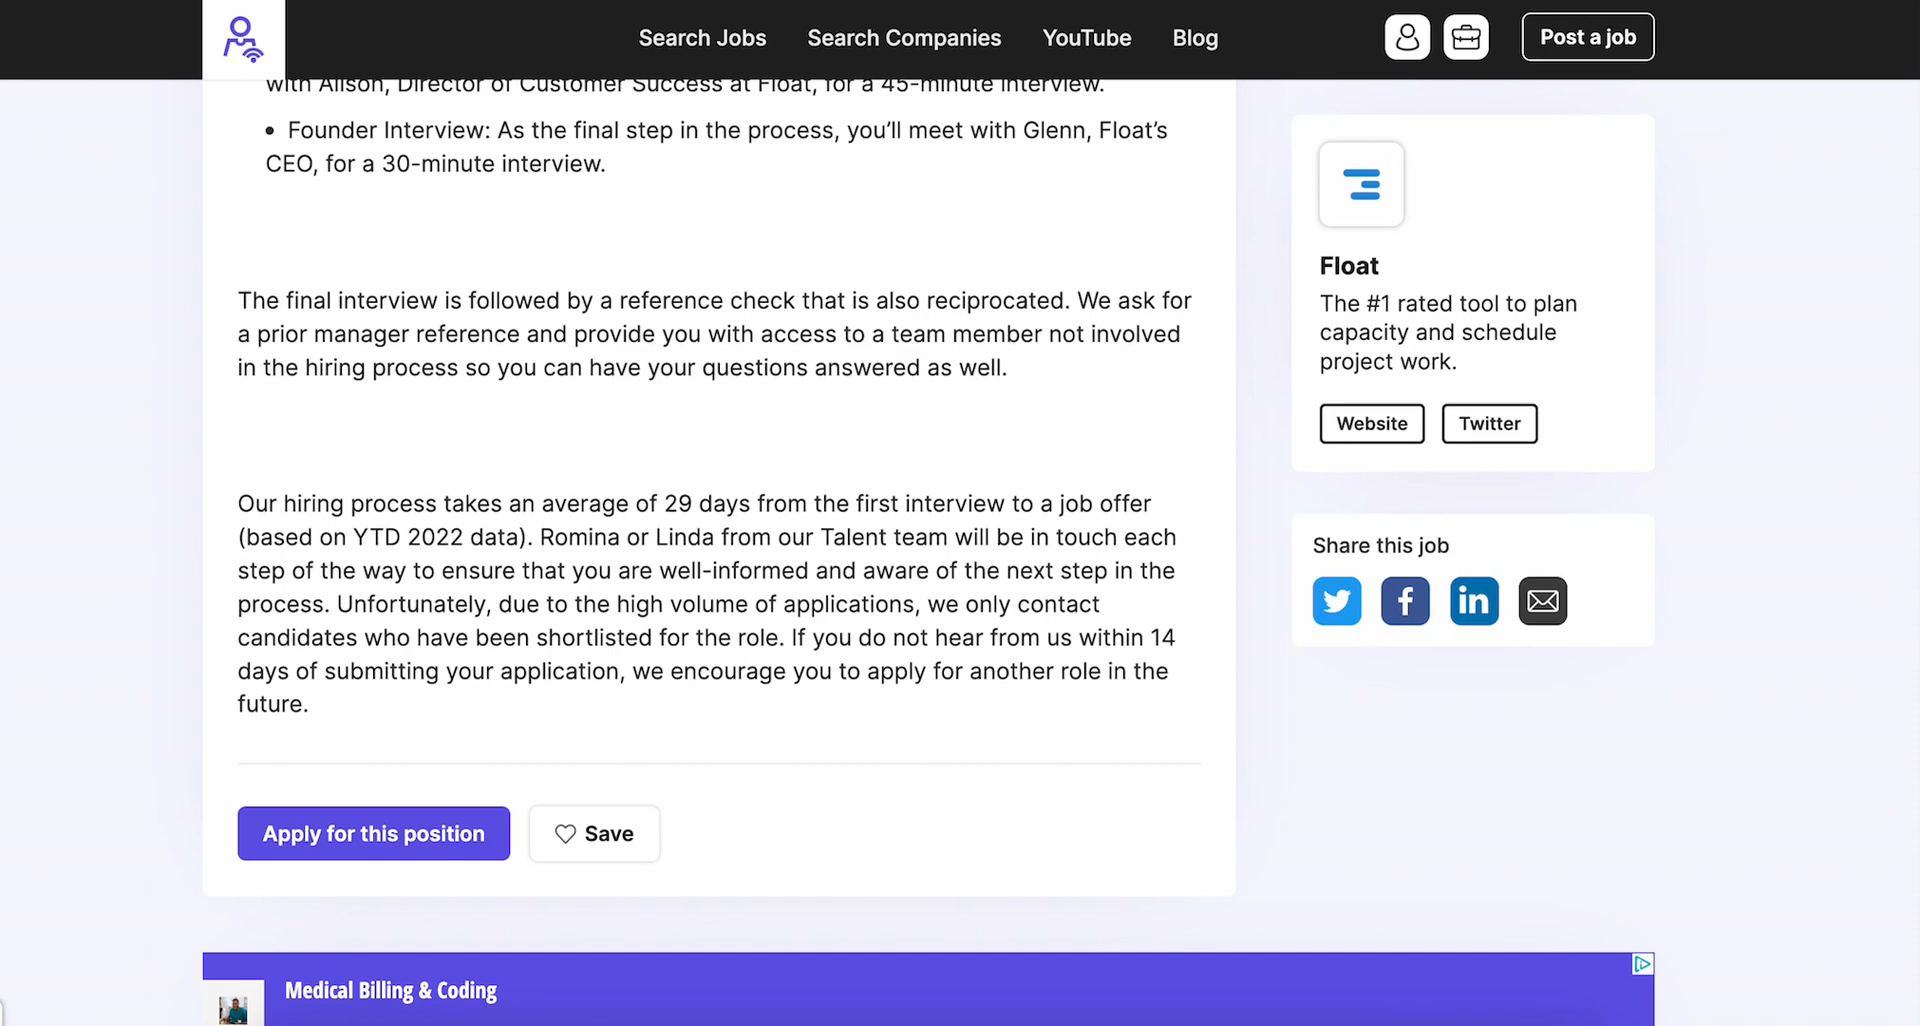 Search Jobs Search Companies YouTube Blog Post a job
with Alison, Director of Customer Success at Float, for a 45-minute interview.
• Founder Interview: As the final step in the process, you’ll meet with Glenn, Float’s
CEO, for a 30-minute interview.
The final interview is followed by a reference check that is also reciprocated. We ask for
a prior manager reference and provide you with access to a team member not involved
in the hiring process so you can have your questions answered as well.
Our hiring process takes an average of 29 days from the first interview to a job offer
(based on YTD 2022 data). Romina or Linda from our Talent team will be in touch each
step of the way to ensure that you are well-informed and aware of the next step in the
process. Unfortunately, due to the high volume of applications, we only contact
candidates who have been shortlisted for the role. If you do not hear from us within 14
days of submitting your application, we encourage you to apply for another role in the
future.
Apply for this position Save
Float
The #1 rated tool to plan
capacity and schedule
project work.
Website Twitter
Share this job
Medical Billing & Coding